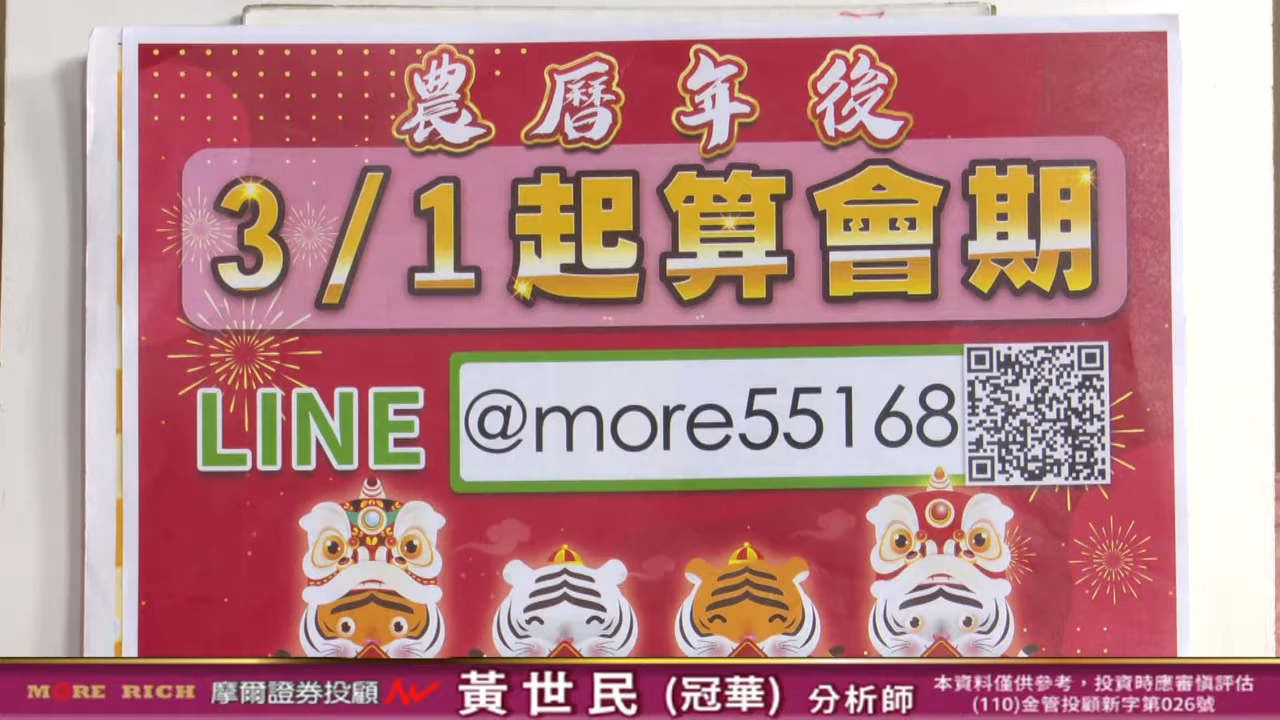 農曆年後
3/1起算會期
LINE
@more55168
MORE RICH 摩爾證券投顧 黃世民(冠華)分析師
本資料僅供參考，投資時應審慎評估
(110)金管投顧新字第026號